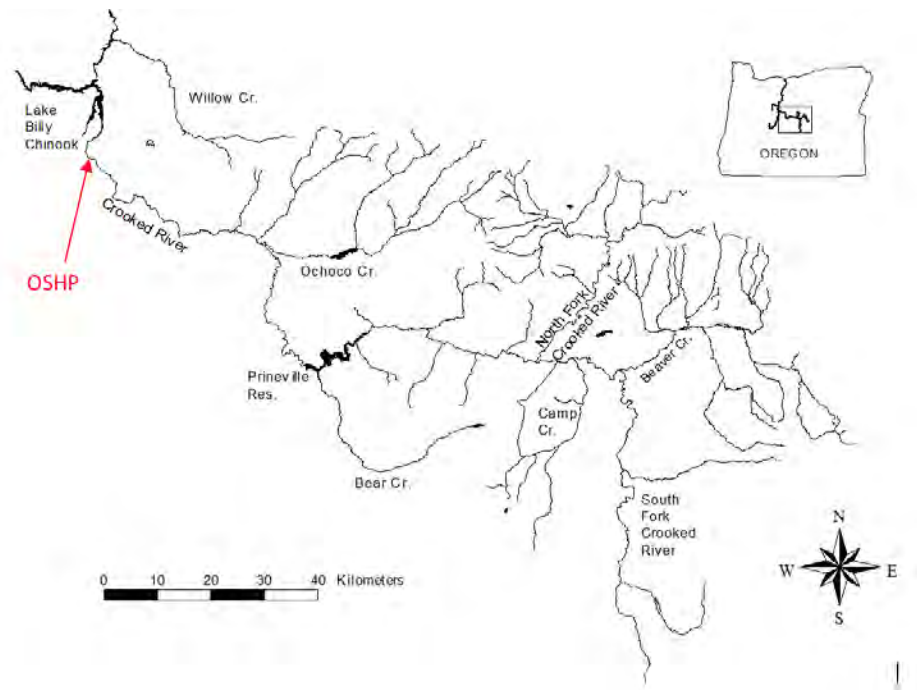 Willow Cr.
Lake
Billy
Chinook
OREGON
Crooked River
OSHP
Ochoco Cr.
North Fork
Crooked River
Beaver Cr.
Prineville
Res.
Camp
Cr.
Bear Cr.
South
Fork
Crooked
River
0 10 20 30 40 Kilometers
N
W E
S